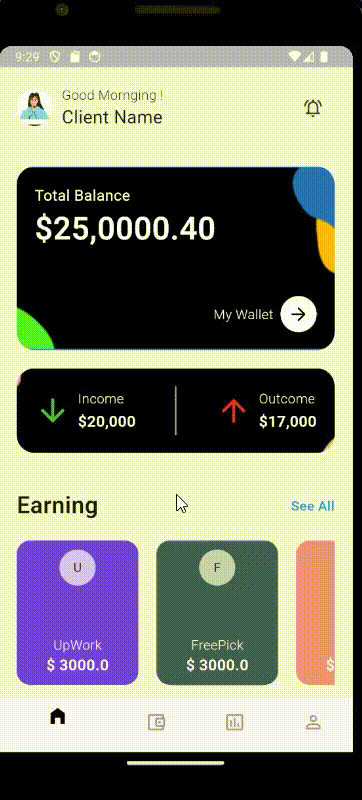 9:29
Good Mornging !
Client Name
Total Balance
$25,0000.40
My Wallet
Income
$20,000
Outcome
$17,000
Earning
See All
U
F
UpWork
FreePick
$ 3000.0
$ 3000.0
$